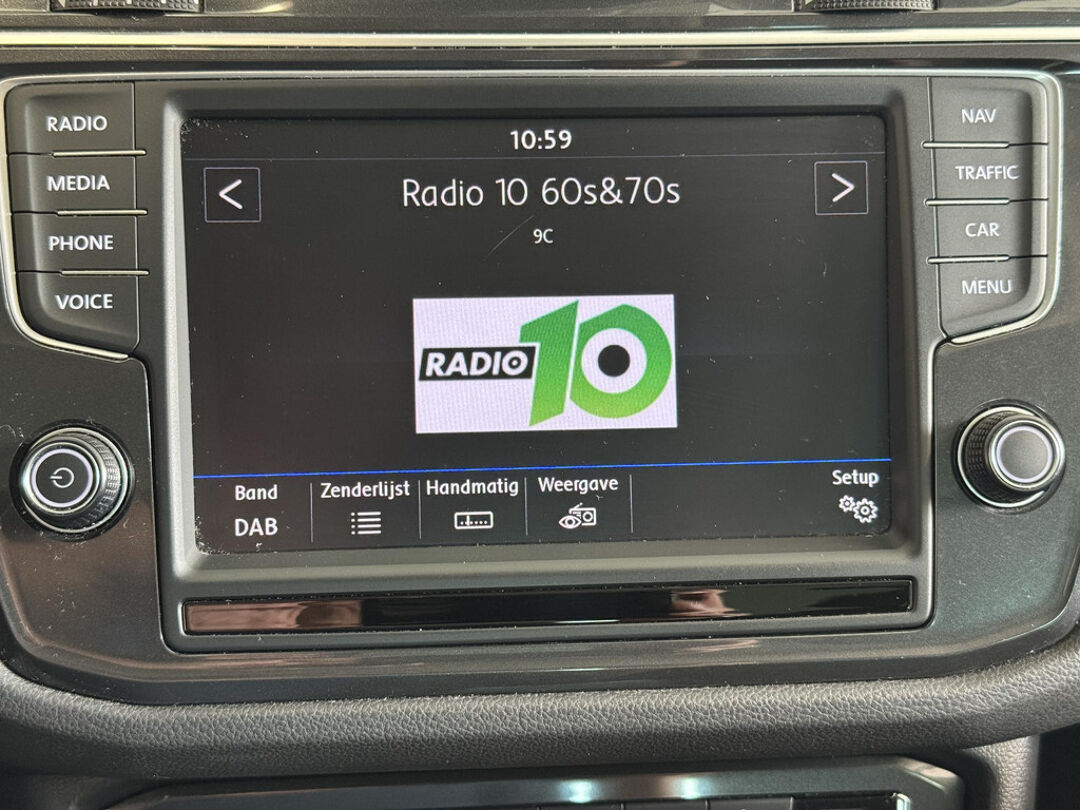 RADIO
MEDIA
PHONE
VOICE
10:59
Radio 10 60s&70s
9C
RADIO 10
Band
DAB
Zenderlijst
Handmatig
Weergave
Setup
NAV
TRAFFIC
CAR
MENU